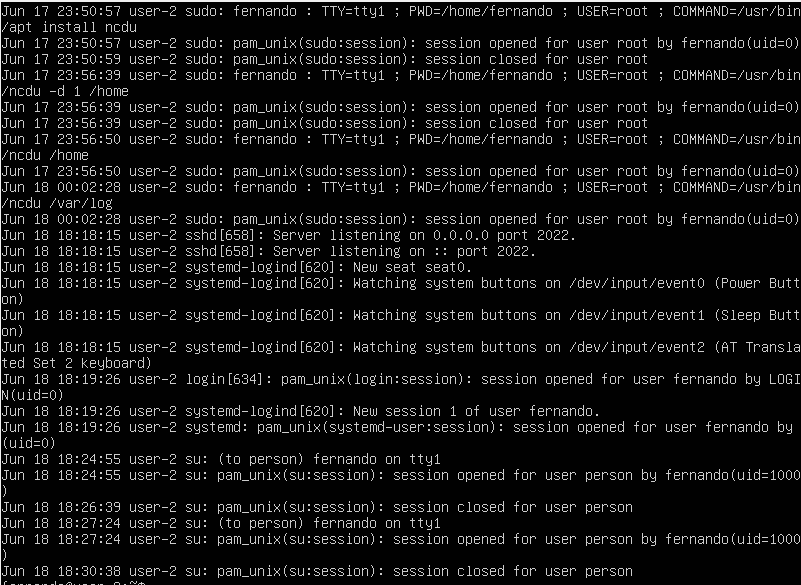 Jun 17 23:50:57 user-2 sudo: fernando : TTY=tty1 ; PWD=/home/fernando ; USER=root ; COMMAND=/usr/bin
/apt install ncdu
Jun 17 23:50:57 user-2 sudo: pam_unix(sudo:session): session opened for user root by fernando(uid=0)
Jun 17 23:50:59 user-2 sudo: pam_unix(sudo:session): session closed for user root
Jun 17 23:56:39 user-2 sudo: fernando : TTY=tty1 ; PWD=/home/fernando ; USER=root ; COMMAND=/usr/bin
/ncdu -d 1 /home
Jun 17 23:56:39 user-2 sudo: pam_unix(sudo:session): session opened for user root by fernando(uid=0)
Jun 17 23:56:39 user-2 sudo: pam_unix(sudo:session): session closed for user root
Jun 17 23:56:50 user-2 sudo: fernando : TTY=tty1 ; PWD=/home/fernando ; USER=root ; COMMAND=/usr/bin
/ncdu /home
Jun 17 23:56:50 user-2 sudo: pam_unix(sudo:session): session opened for user root by fernando(uid=0)
Jun 18 00:02:28 user-2 sudo: fernando : TTY=tty1 ; PWD=/home/fernando ; USER=root ; COMMAND=/usr/bin
/ncdu /var/log
Jun 18 00:02:28 user-2 sudo: pam_unix(sudo:session): session opened for user root by fernando(uid=0)
Jun 18 18:18:15 user-2 sshd[658]: Server listening on 0.0.0.0 port 2022.
Jun 18 18:18:15 user-2 sshd[658]: Server listening on :: port 2022.
Jun 18 18:18:15 user-2 systemd-logind[620]: New seat seat0.
Jun 18 18:18:15 user-2 systemd-logind[620]: Watching system buttons on /dev/input/event0 (Power Butt
on)
Jun 18 18:18:15 user-2 systemd-logind[620]: Watching system buttons on /dev/input/event1 (Sleep Butt
on)
Jun 18 18:18:15 user-2 systemd-logind[620]: Watching system buttons on /dev/input/event2 (AT Transla
ted Set 2 keyboard)
Jun 18 18:19:26 user-2 login[634]: pam_unix(login:session): session opened for user fernando by LOGI
N(uid=0)
Jun 18 18:19:26 user-2 systemd-logind[620]: New session 1 of user fernando.
Jun 18 18:19:26 user-2 systemd: pam_unix(systemd-user:session): session opened for user fernando by
(uid=0)
Jun 18 18:24:55 user-2 su: (to person) fernando on tty1
Jun 18 18:24:55 user-2 su: pam_unix(su:session): session opened for user person by fernando(uid=1000
)
Jun 18 18:26:39 user-2 su: pam_unix(su:session): session closed for user person
Jun 18 18:27:24 user-2 su: (to person) fernando on tty1
Jun 18 18:27:24 user-2 su: pam_unix(su:session): session opened for user person by fernando(uid=1000
)
Jun 18 18:30:38 user-2 su: pam_unix(su:session): session closed for user person